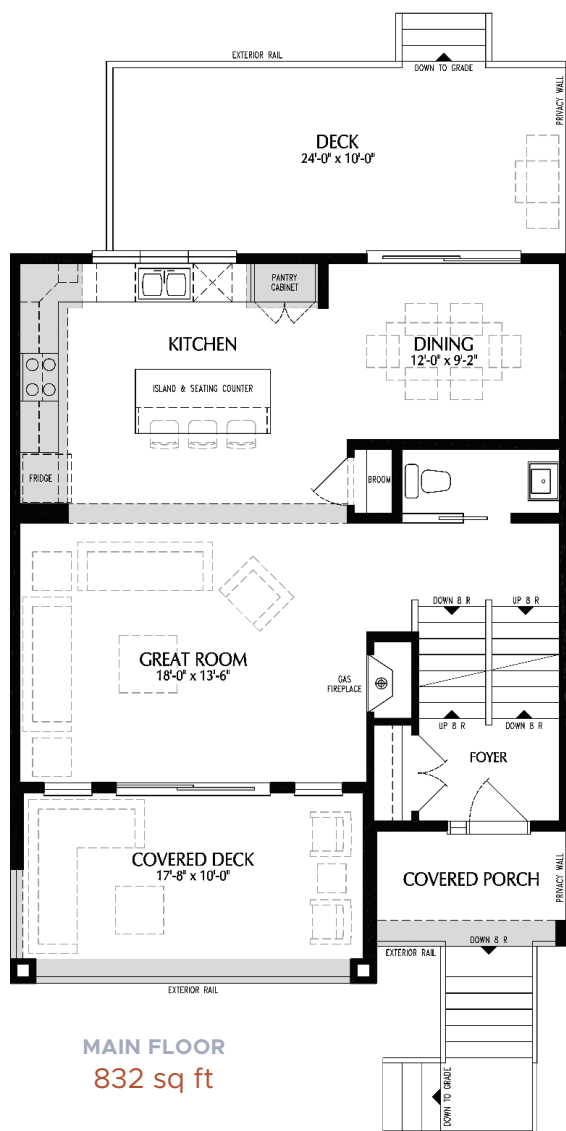 EXTERIOR RAIL
DOWN TO GRADE
PRIVACY WALL
DECK
24'-0" x 10'-0"
PANTRY
CABINET
KITCHEN
DINING
12'-0" x 9'-2"
ISLAND & SEATING COUNTER
FRIDGE
BROOM
DOWN 8 R
UP 8 R
GREAT ROOM
18'-0" x 13'-6"
GAS
FIREPLACE
UP 8 R
DOWN 8 R
FOYER
COVERED DECK
17'-8" x 10'-0"
COVERED PORCH
PRIVACY WALL
DOWN 8 R
EXTERIOR RAIL
EXTERIOR RAIL
DOWN TO GRADE
MAIN FLOOR
832 sq ft